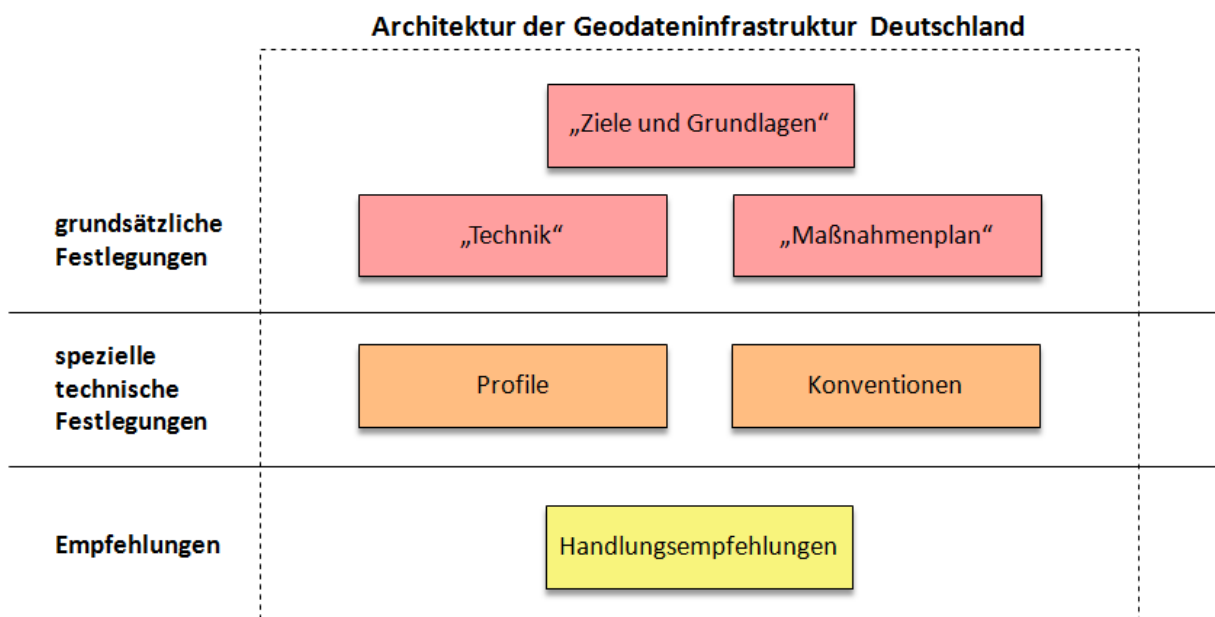 Architektur der Geodateninfrastruktur Deutschland
„Ziele und Grundlagen“
grundsätzliche
Festlegungen
„Technik“
„Maßnahmenplan“
spezielle
technische
Festlegungen
Profile
Konventionen
Empfehlungen
Handlungsempfehlungen